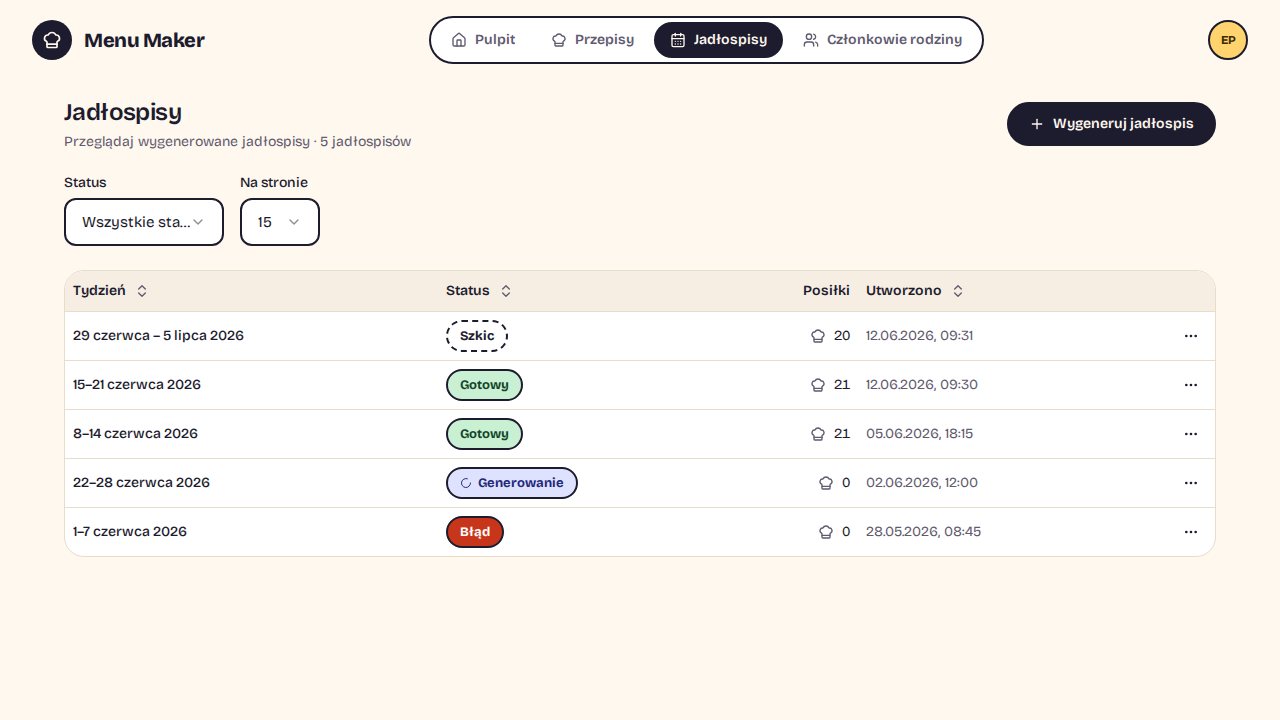 Menu Maker
Pulpit
Przepisy
Jadłospisy
Członkowie rodziny
EP
Jadłospisy
Przeglądaj wygenerowane jadłospisy · 5 jadłospisów
Wygeneruj jadłospis
Status
Na stronie
Wszystkie sta...
15
Tydzień
Status
Posiłki
Utworzono
29 czerwca – 5 lipca 2026
Szkic
20
12.06.2026, 09:31
15–21 czerwca 2026
Gotowy
21
12.06.2026, 09:30
8–14 czerwca 2026
Gotowy
21
05.06.2026, 18:15
22–28 czerwca 2026
Generowanie
0
02.06.2026, 12:00
1–7 czerwca 2026
Błąd
0
28.05.2026, 08:45